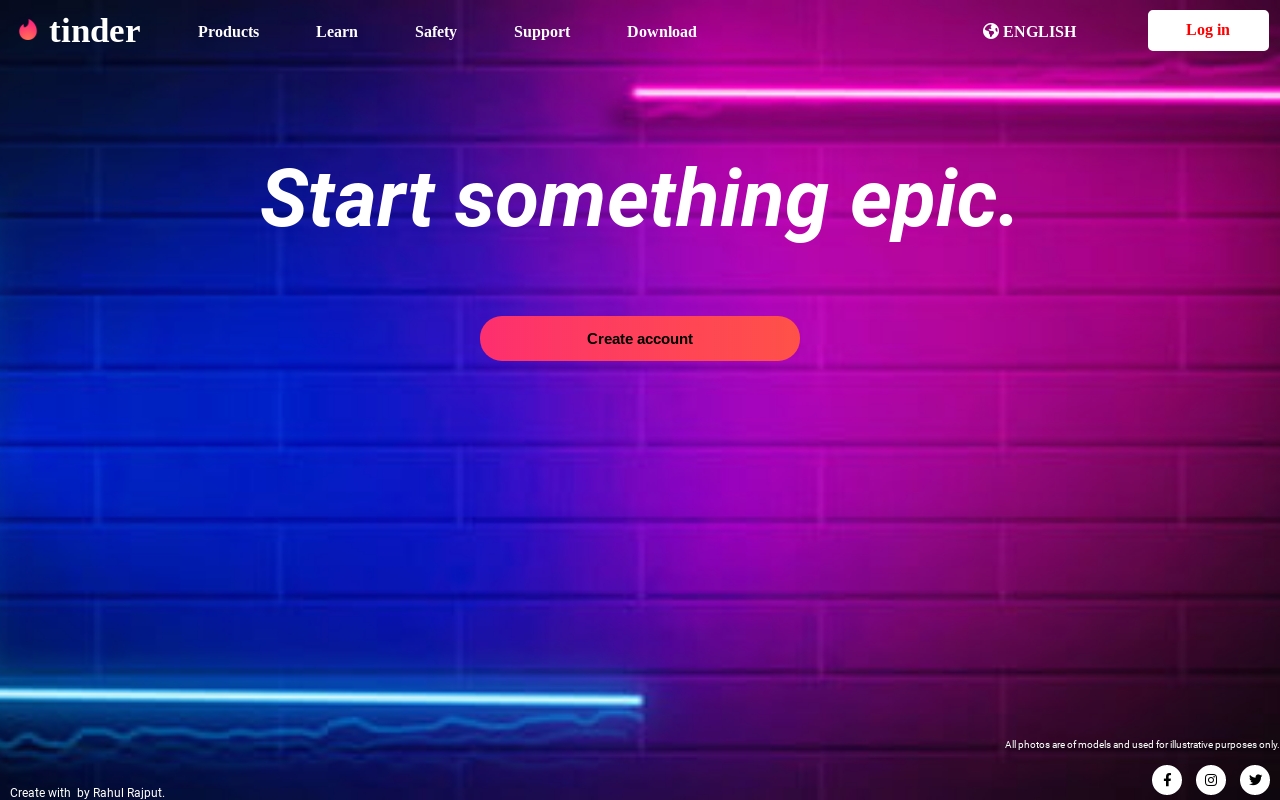 tinder Products Learn Safety Support Download ENGLISH Log in
Start something epic.
Create account
All photos are of models and used for illustrative purposes only.
Create with  by Rahul Rajput.